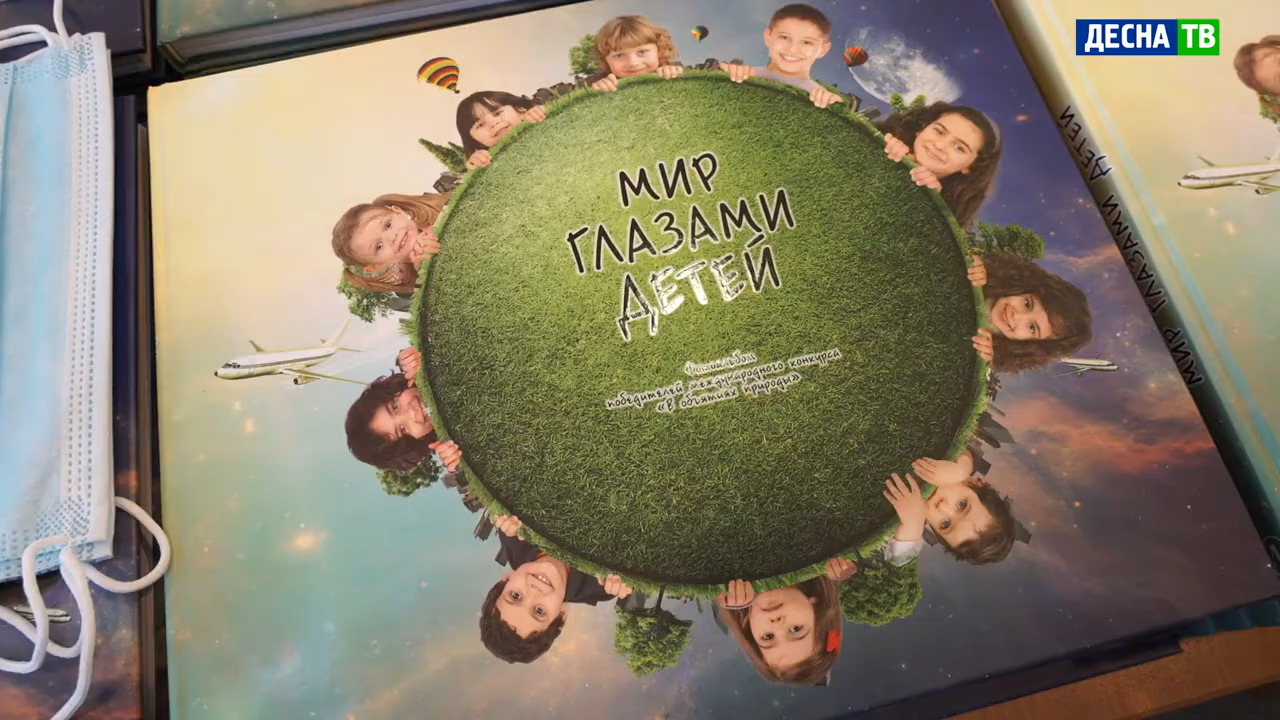 ДЕСНА ТВ
МИР
ГЛАЗАМИ
ДЕТЕЙ
Фотоальбом
победителей международного конкурса
«В объятиях природы»
МИР ГЛАЗАМИ ДЕТЕЙ